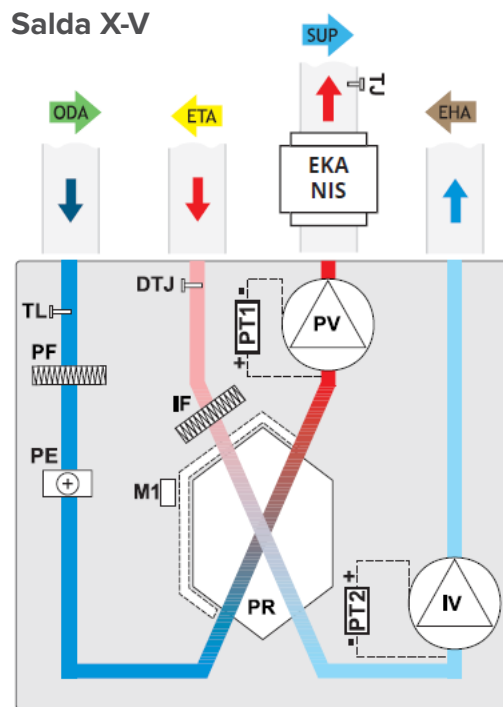 Salda X-V
SUP
ODA
ETA
EHA
TJ
EKA
NIS
DTJ
TL
-
PT1
+
PV
PF
IF
PE
M1
PR
+
PT2
-
IV